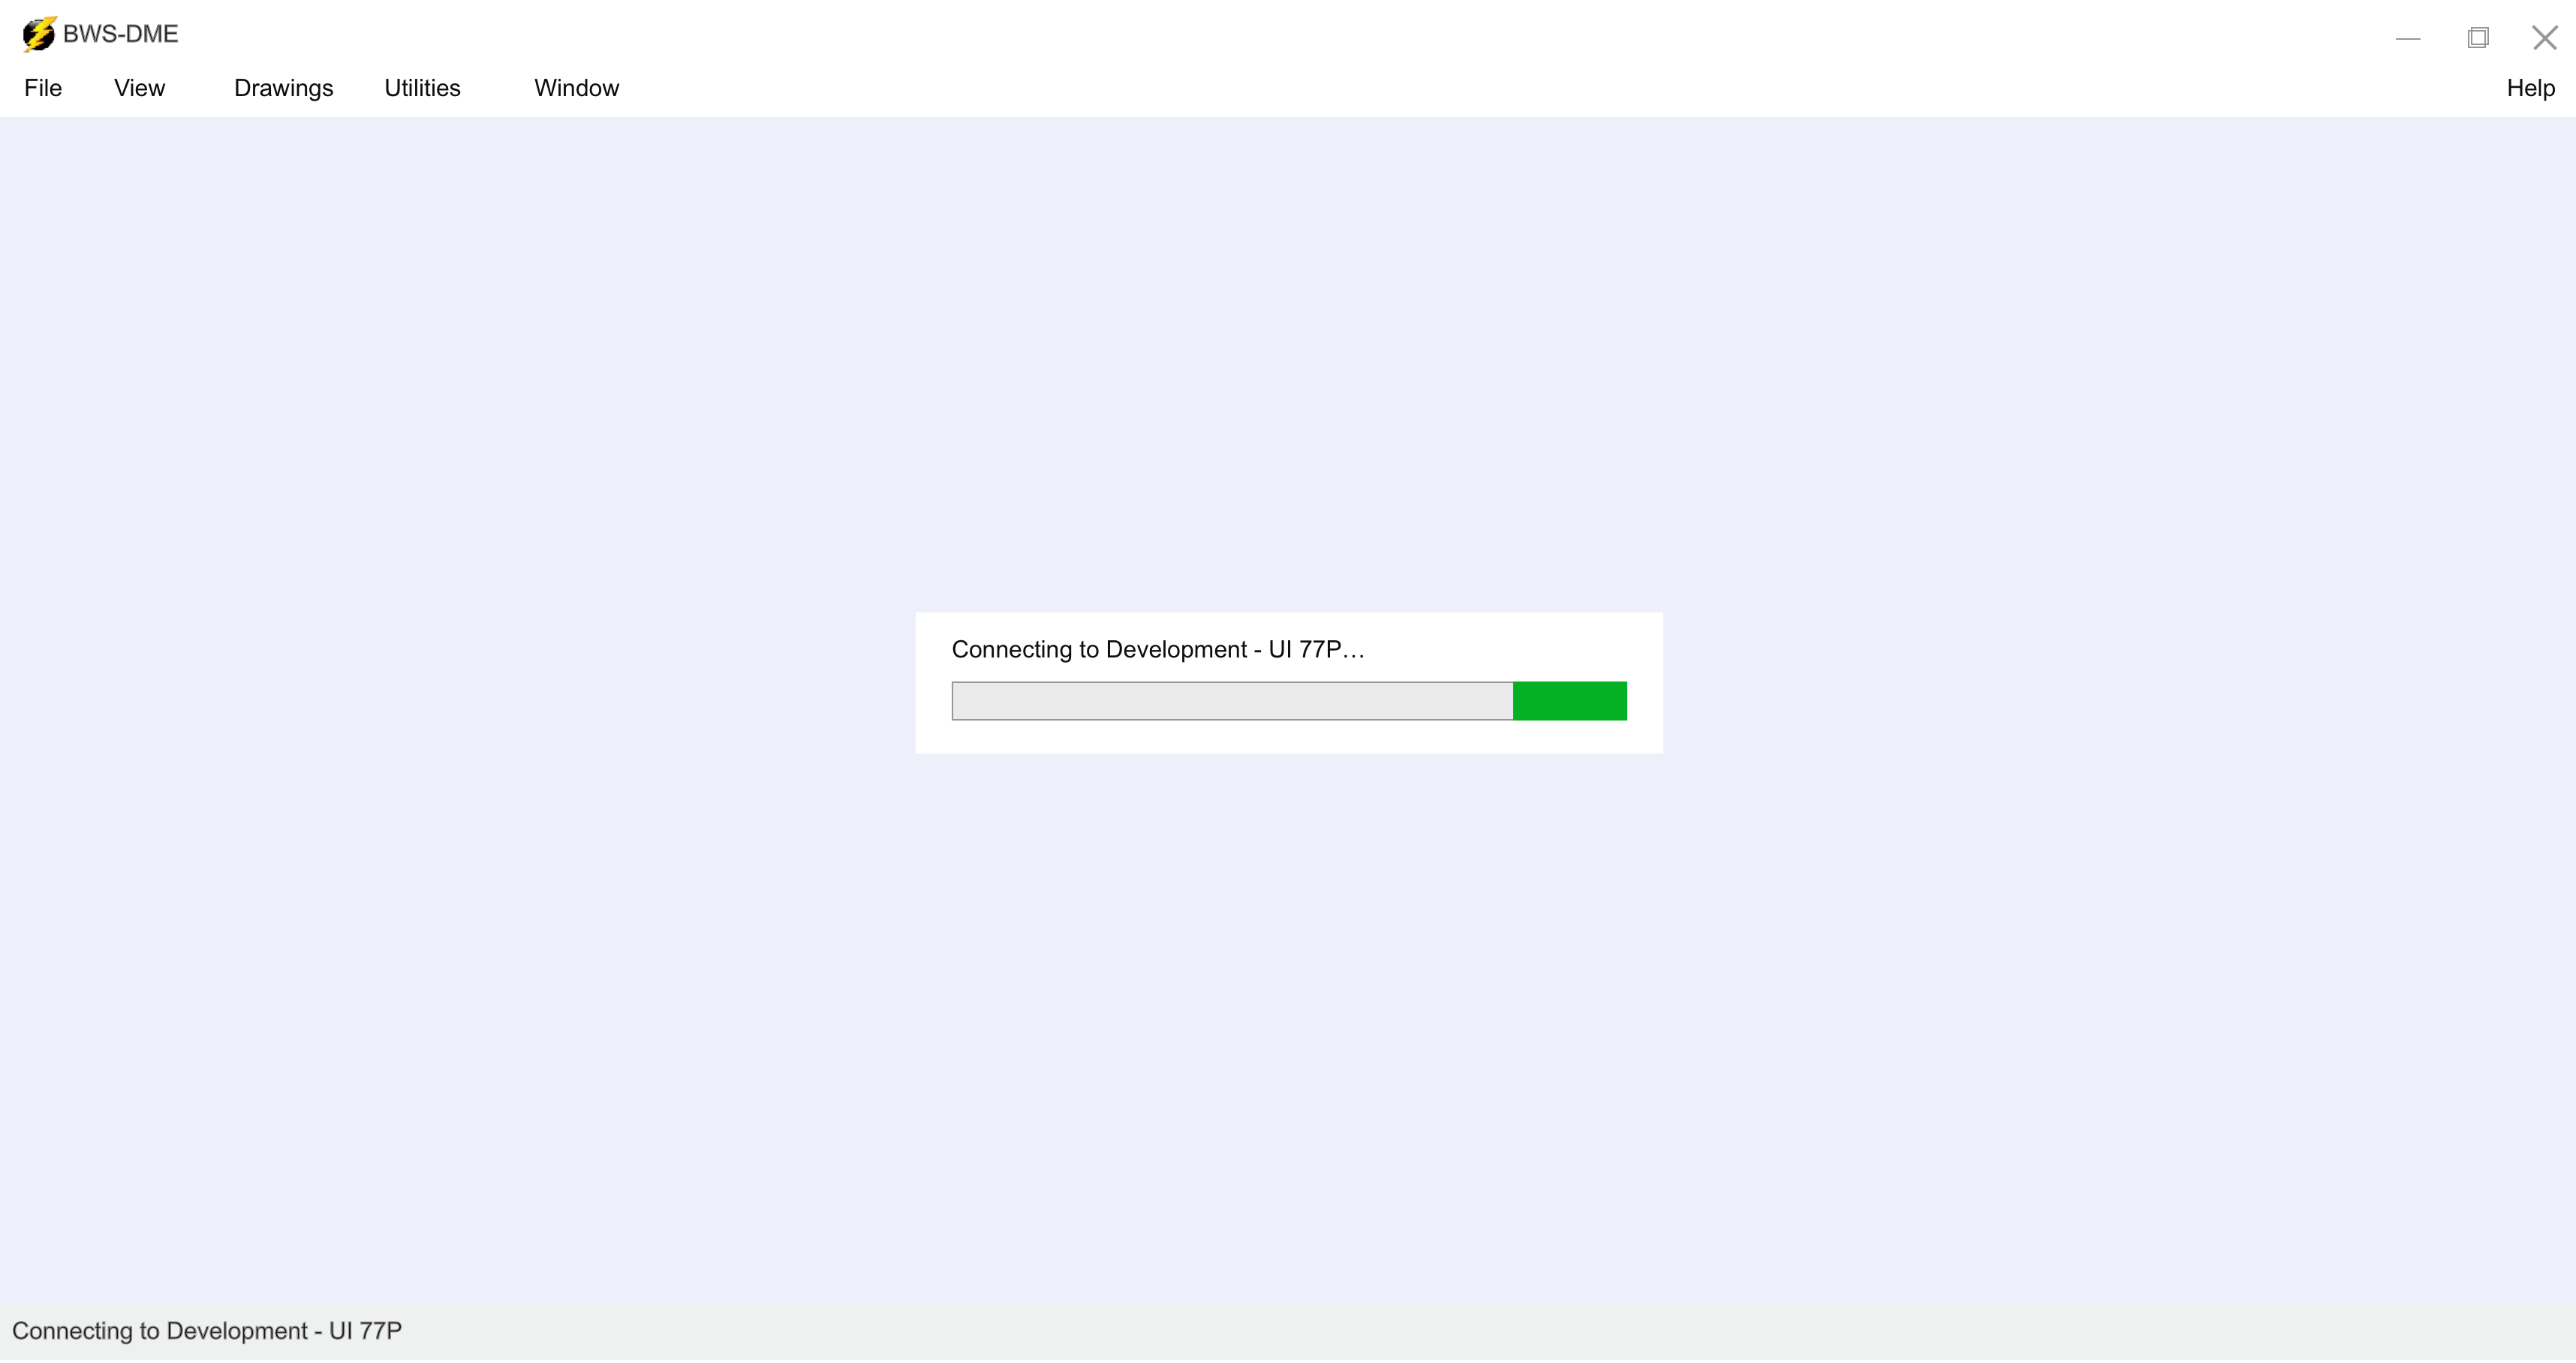 BWS-DME
File View Drawings Utilities Window Help
Connecting to Development - UI 77P…
Connecting to Development - UI 77P